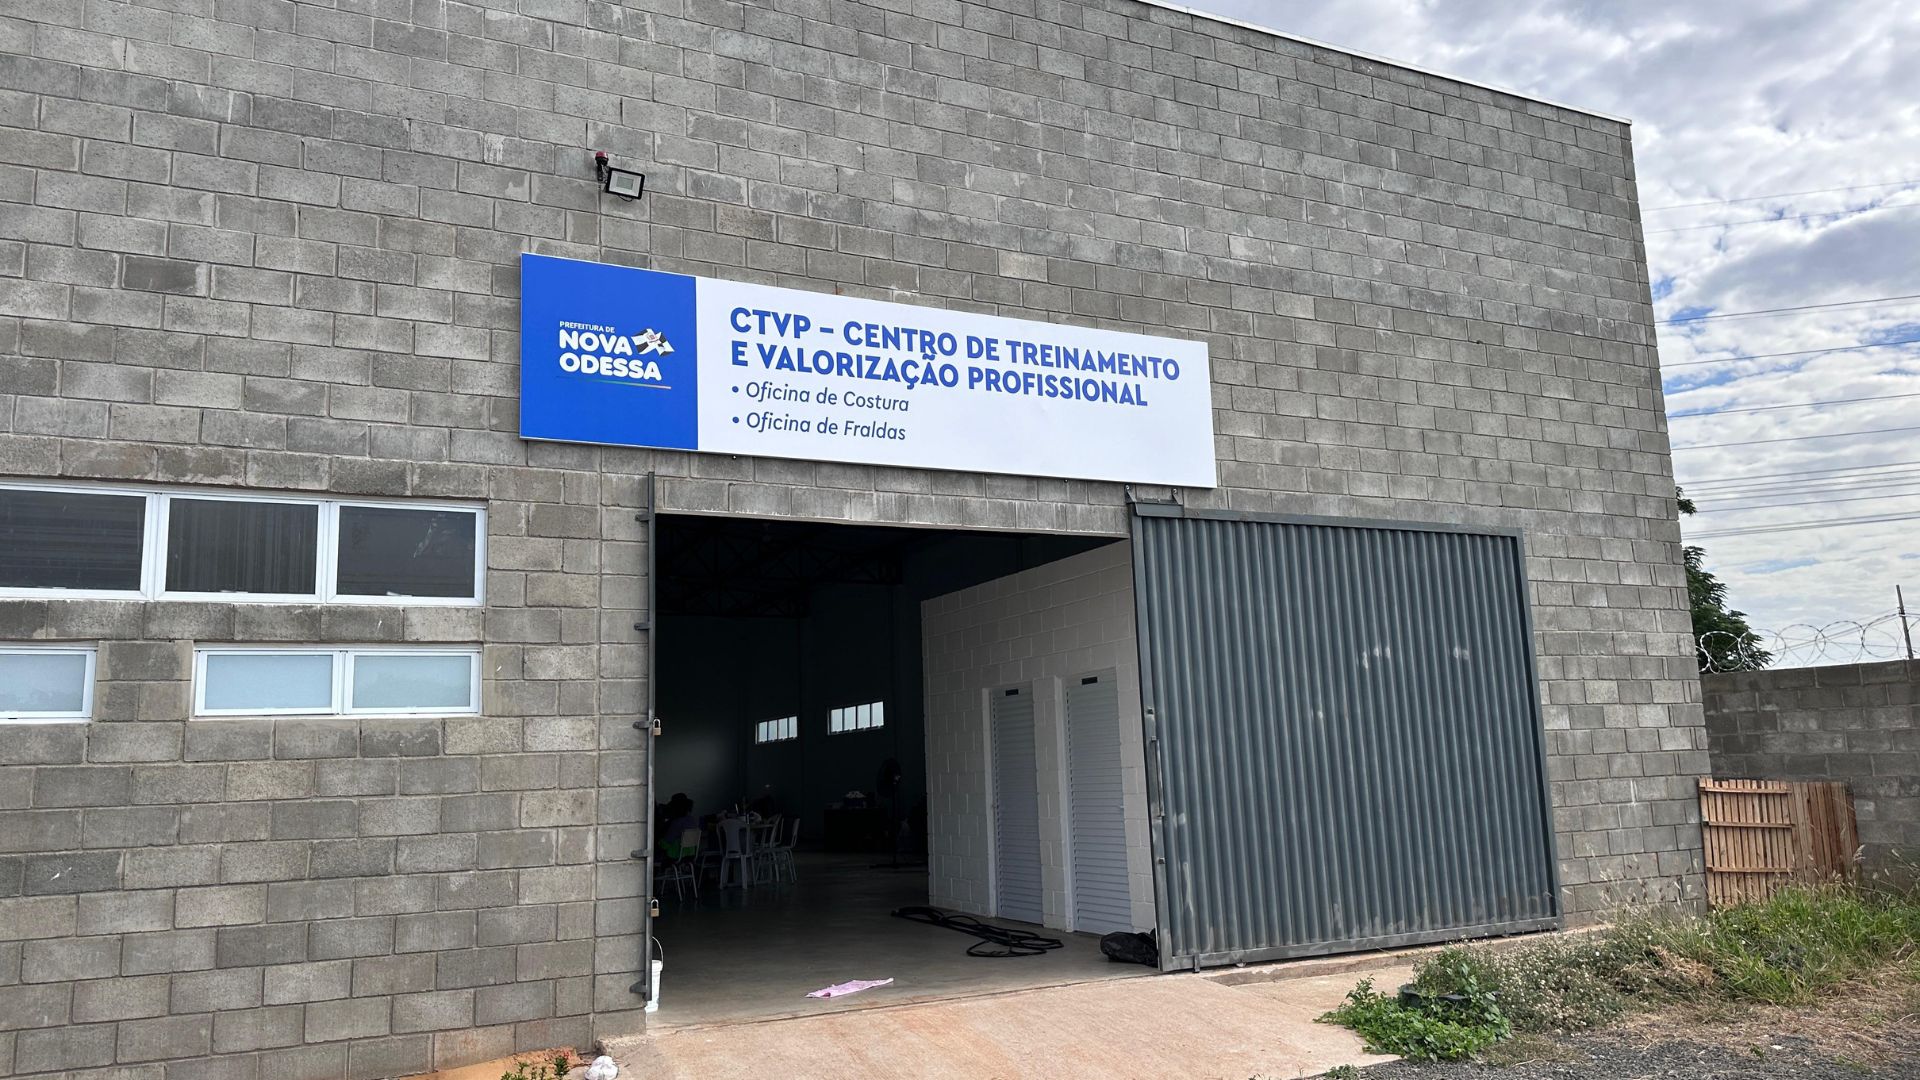 PREFEITURA DE
NOVA
ODESSA
CTVP – CENTRO DE TREINAMENTO
E VALORIZAÇÃO PROFISSIONAL
• Oficina de Costura
• Oficina de Fraldas